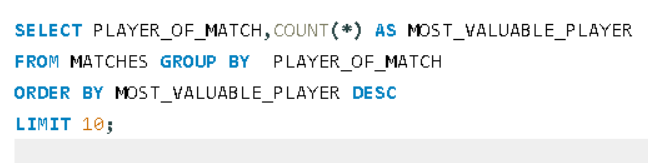 SELECT PLAYER_OF_MATCH,COUNT(*) AS MOST_VALUABLE_PLAYER
FROM MATCHES GROUP BY  PLAYER_OF_MATCH
ORDER BY MOST_VALUABLE_PLAYER DESC
LIMIT 10;